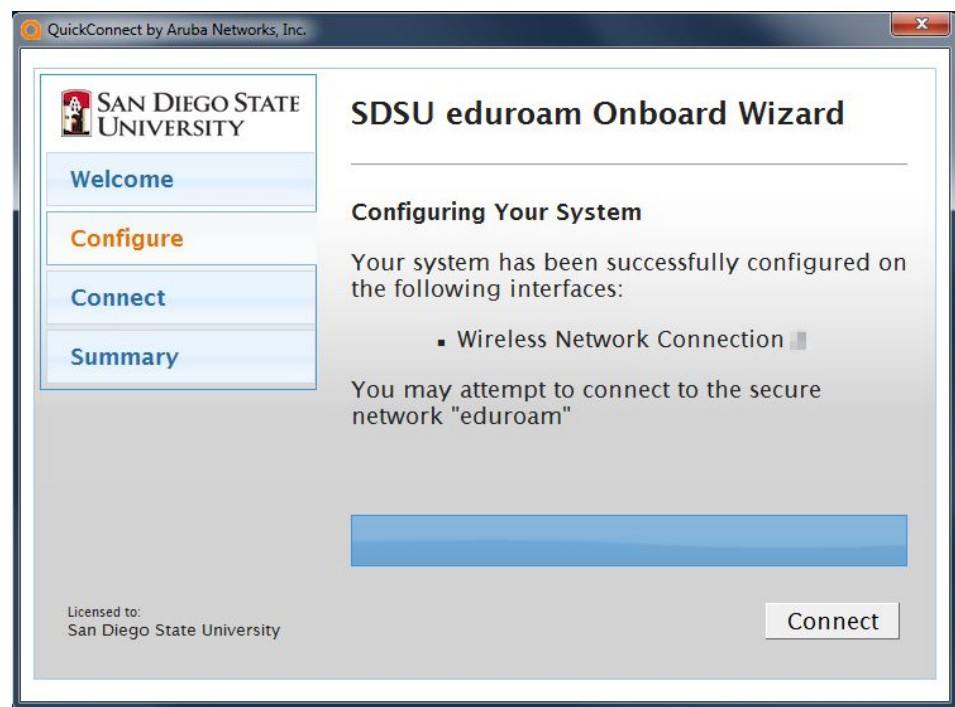 QuickConnect by Aruba Networks, Inc.
SAN DIEGO STATE
UNIVERSITY
Welcome
Configure
Connect
Summary
SDSU eduroam Onboard Wizard
Configuring Your System
Your system has been successfully configured on
the following interfaces:
▪ Wireless Network Connection
You may attempt to connect to the secure
network "eduroam"
Licensed to:
San Diego State University
Connect